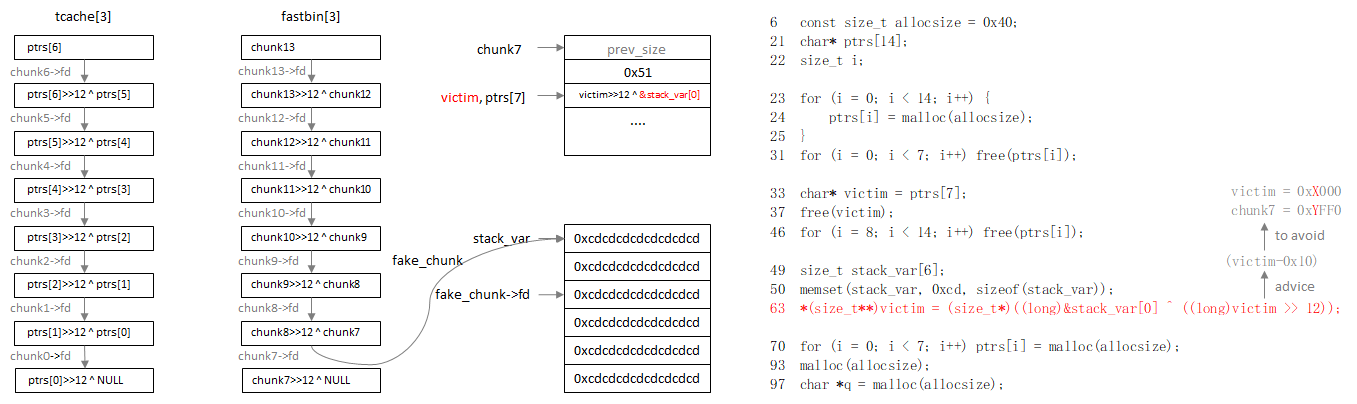 tcache[3]
ptrs[6]
chunk6->fd
ptrs[6]>>12 ^ ptrs[5]
chunk5->fd
ptrs[5]>>12 ^ ptrs[4]
chunk4->fd
ptrs[4]>>12 ^ ptrs[3]
chunk3->fd
ptrs[3]>>12 ^ ptrs[2]
chunk2->fd
ptrs[2]>>12 ^ ptrs[1]
chunk1->fd
ptrs[1]>>12 ^ ptrs[0]
chunk0->fd
ptrs[0]>>12 ^ NULL
fastbin[3]
chunk13
chunk13->fd
chunk13>>12 ^ chunk12
chunk12->fd
chunk12>>12 ^ chunk11
chunk11->fd
chunk11>>12 ^ chunk10
chunk10->fd
chunk10>>12 ^ chunk9
chunk9->fd
chunk9>>12 ^ chunk8
chunk8->fd
chunk8>>12 ^ chunk7
chunk7->fd
chunk7>>12 ^ NULL
chunk7
prev_size
0x51
victim, ptrs[7]
victim>>12 ^ &stack_var[0]
....
stack_var
fake_chunk
fake_chunk->fd
0xcdcdcdcdcdcdcdcd
0xcdcdcdcdcdcdcdcd
0xcdcdcdcdcdcdcdcd
0xcdcdcdcdcdcdcdcd
0xcdcdcdcdcdcdcdcd
0xcdcdcdcdcdcdcdcd
6 const size_t allocsize = 0x40;
21 char* ptrs[14];
22 size_t i;
23 for (i = 0; i < 14; i++) {
24 ptrs[i] = malloc(allocsize);
25 }
31 for (i = 0; i < 7; i++) free(ptrs[i]);
33 char* victim = ptrs[7];
37 free(victim);
46 for (i = 8; i < 14; i++) free(ptrs[i]);
49 size_t stack_var[6];
50 memset(stack_var, 0xcd, sizeof(stack_var));
63 *(size_t**)victim = (size_t*)((long)&stack_var[0] ^ ((long)victim >> 12));
70 for (i = 0; i < 7; i++) ptrs[i] = malloc(allocsize);
93 malloc(allocsize);
97 char *q = malloc(allocsize);
victim = 0xX000
chunk7 = 0xYFF0
to avoid
(victim-0x10)
advice